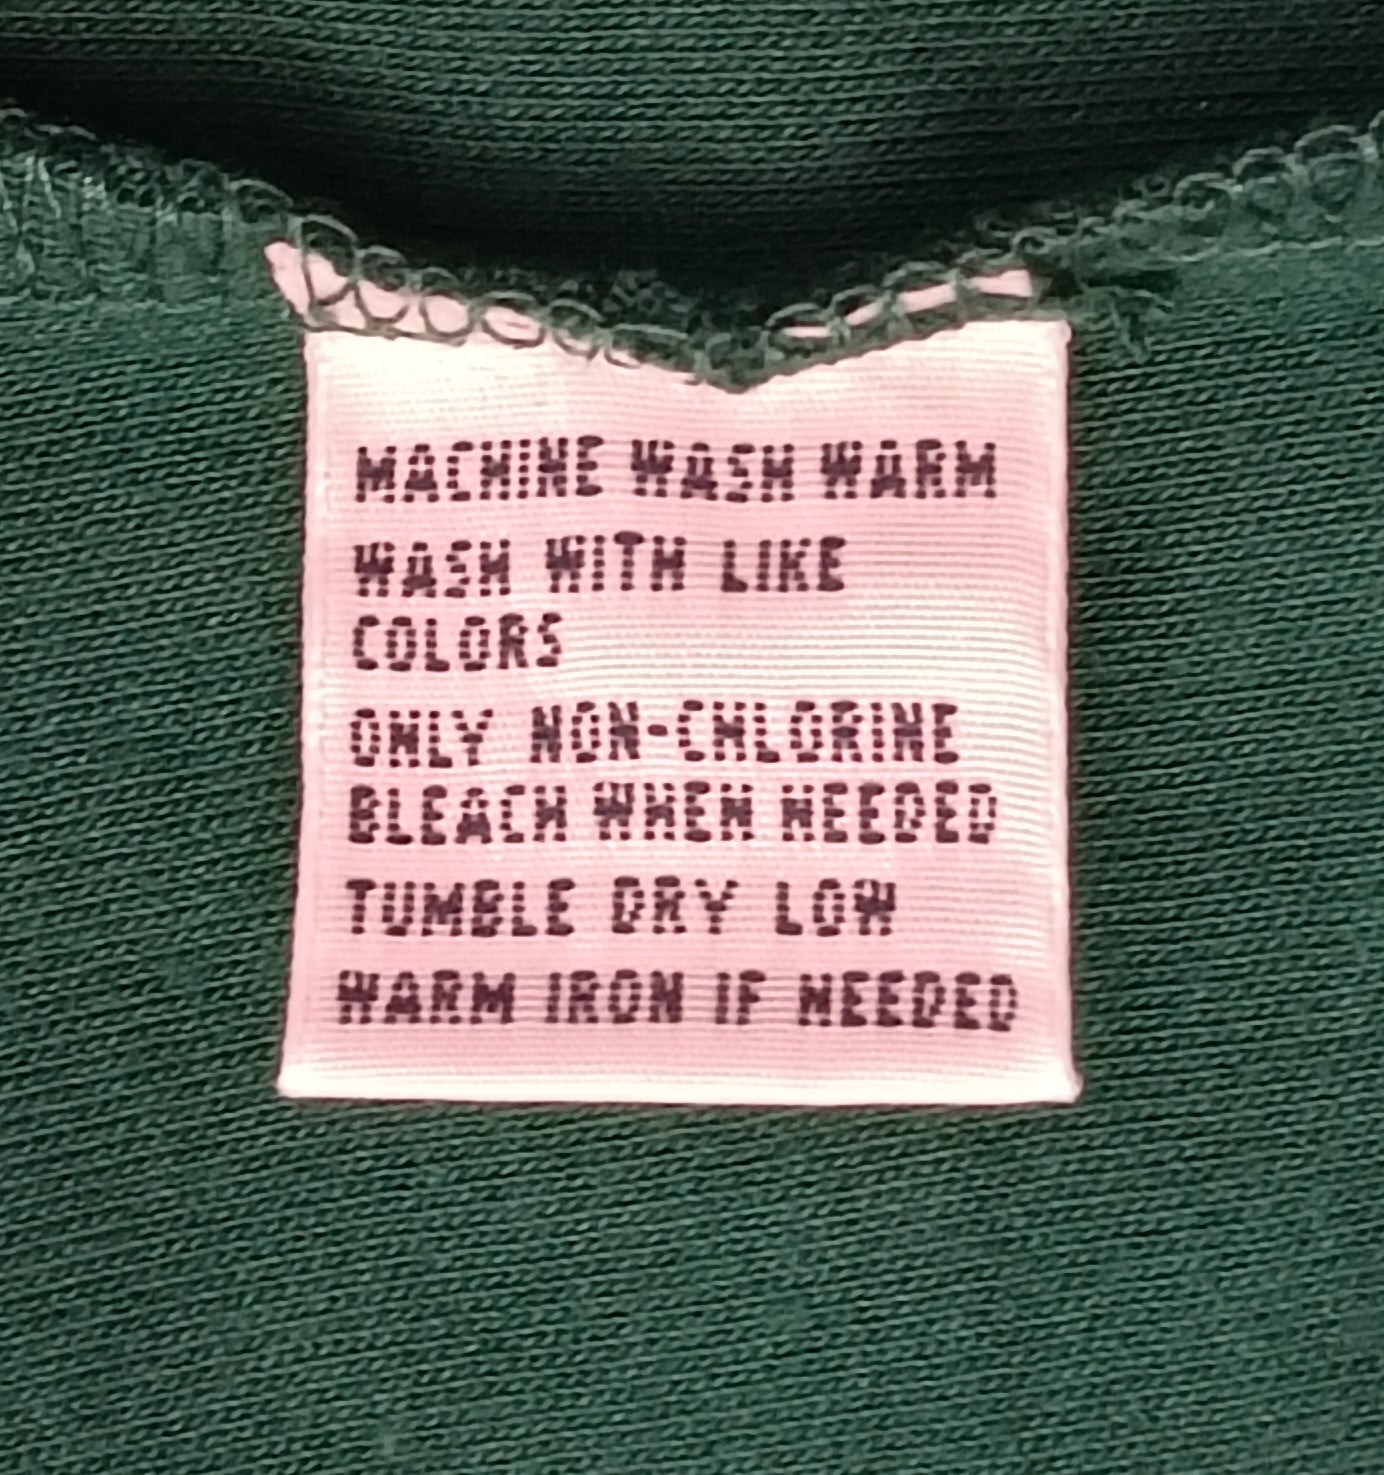 MACHINE WASH WARM
WASH WITH LIKE
COLORS
ONLY NON-CHLORINE
BLEACH WHEN NEEDED
TUMBLE DRY LOW
WARM IRON IF NEEDED